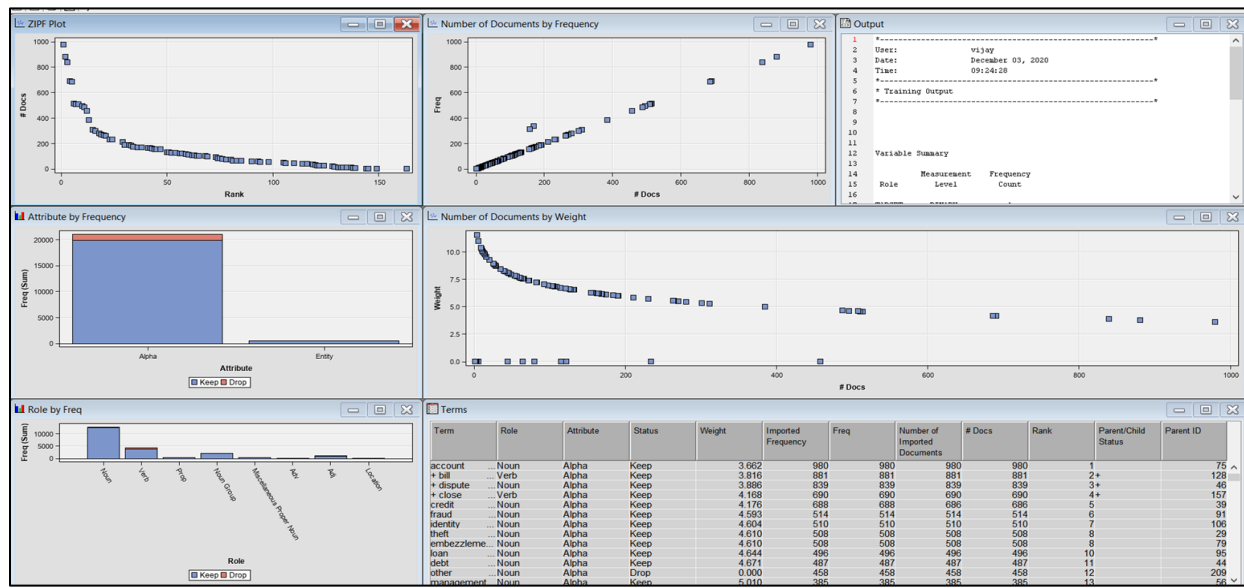 ZIPF Plot
# Docs
1000
800
600
400
200
0
0 50 100 150
Rank
Number of Documents by Frequency
Freq
1000
800
600
400
200
0
0 200 400 600 800 1000
# Docs
Output
1 *------------------------------------------------------------*
2 User: vijay
3 Date: December 03, 2020
4 Time: 09:24:28
5 *------------------------------------------------------------*
6 * Training Output
7 *------------------------------------------------------------*
8
9
10
11
12 Variable Summary
13
14 Measurement Frequency
15 Role Level Count
16
Attribute by Frequency
Freq (Sum)
20000
15000
10000
5000
0
Alpha Entity
Attribute
Keep Drop
Number of Documents by Weight
Weight
10.0
7.5
5.0
2.5
0.0
0 200 400 600 800 1000
# Docs
Role by Freq
Freq (Sum)
10000
5000
0
Noun Verb Prop Noun Group Miscellaneous Proper Noun Adv Adj Location
Role
Keep Drop
Terms
Term Role Attribute Status Weight Imported Frequency Freq Number of Imported Documents # Docs Rank Parent/Child Status Parent ID
account ...Noun Alpha Keep 3.662 980 980 980 980 1 75
+ bill ...Verb Alpha Keep 3.816 881 881 881 881 2+ 128
+ dispute ...Noun Alpha Keep 3.886 839 839 839 839 3+ 46
+ close ...Verb Alpha Keep 4.168 690 690 690 690 4+ 157
credit ...Noun Alpha Keep 4.176 688 688 686 686 5 39
fraud ...Noun Alpha Keep 4.593 514 514 514 514 6 91
identity ...Noun Alpha Keep 4.604 510 510 510 510 7 106
theft ...Noun Alpha Keep 4.610 508 508 508 508 8 29
embezzleme...Noun Alpha Keep 4.610 508 508 508 508 8 79
loan ...Noun Alpha Keep 4.644 496 496 496 496 10 95
debt ...Noun Alpha Keep 4.671 487 487 487 487 11 44
other ...Noun Alpha Drop 0.000 458 458 458 458 12 209
management ...Noun Alpha Keep 5.010 385 385 385 385 13 56